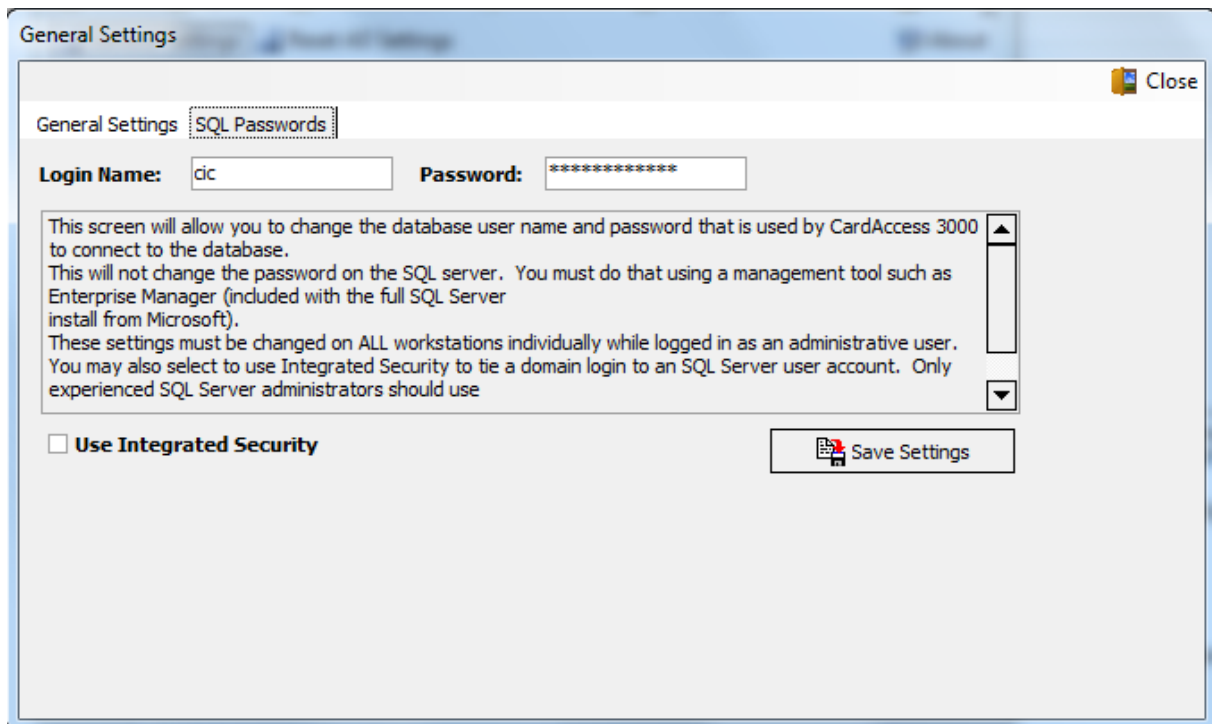 General Settings
Close
General Settings SQL Passwords
Login Name: cic Password: ************
This screen will allow you to change the database user name and password that is used by CardAccess 3000
to connect to the database.
This will not change the password on the SQL server. You must do that using a management tool such as
Enterprise Manager (included with the full SQL Server
install from Microsoft).
These settings must be changed on ALL workstations individually while logged in as an administrative user.
You may also select to use Integrated Security to tie a domain login to an SQL Server user account. Only
experienced SQL Server administrators should use
Use Integrated Security
Save Settings